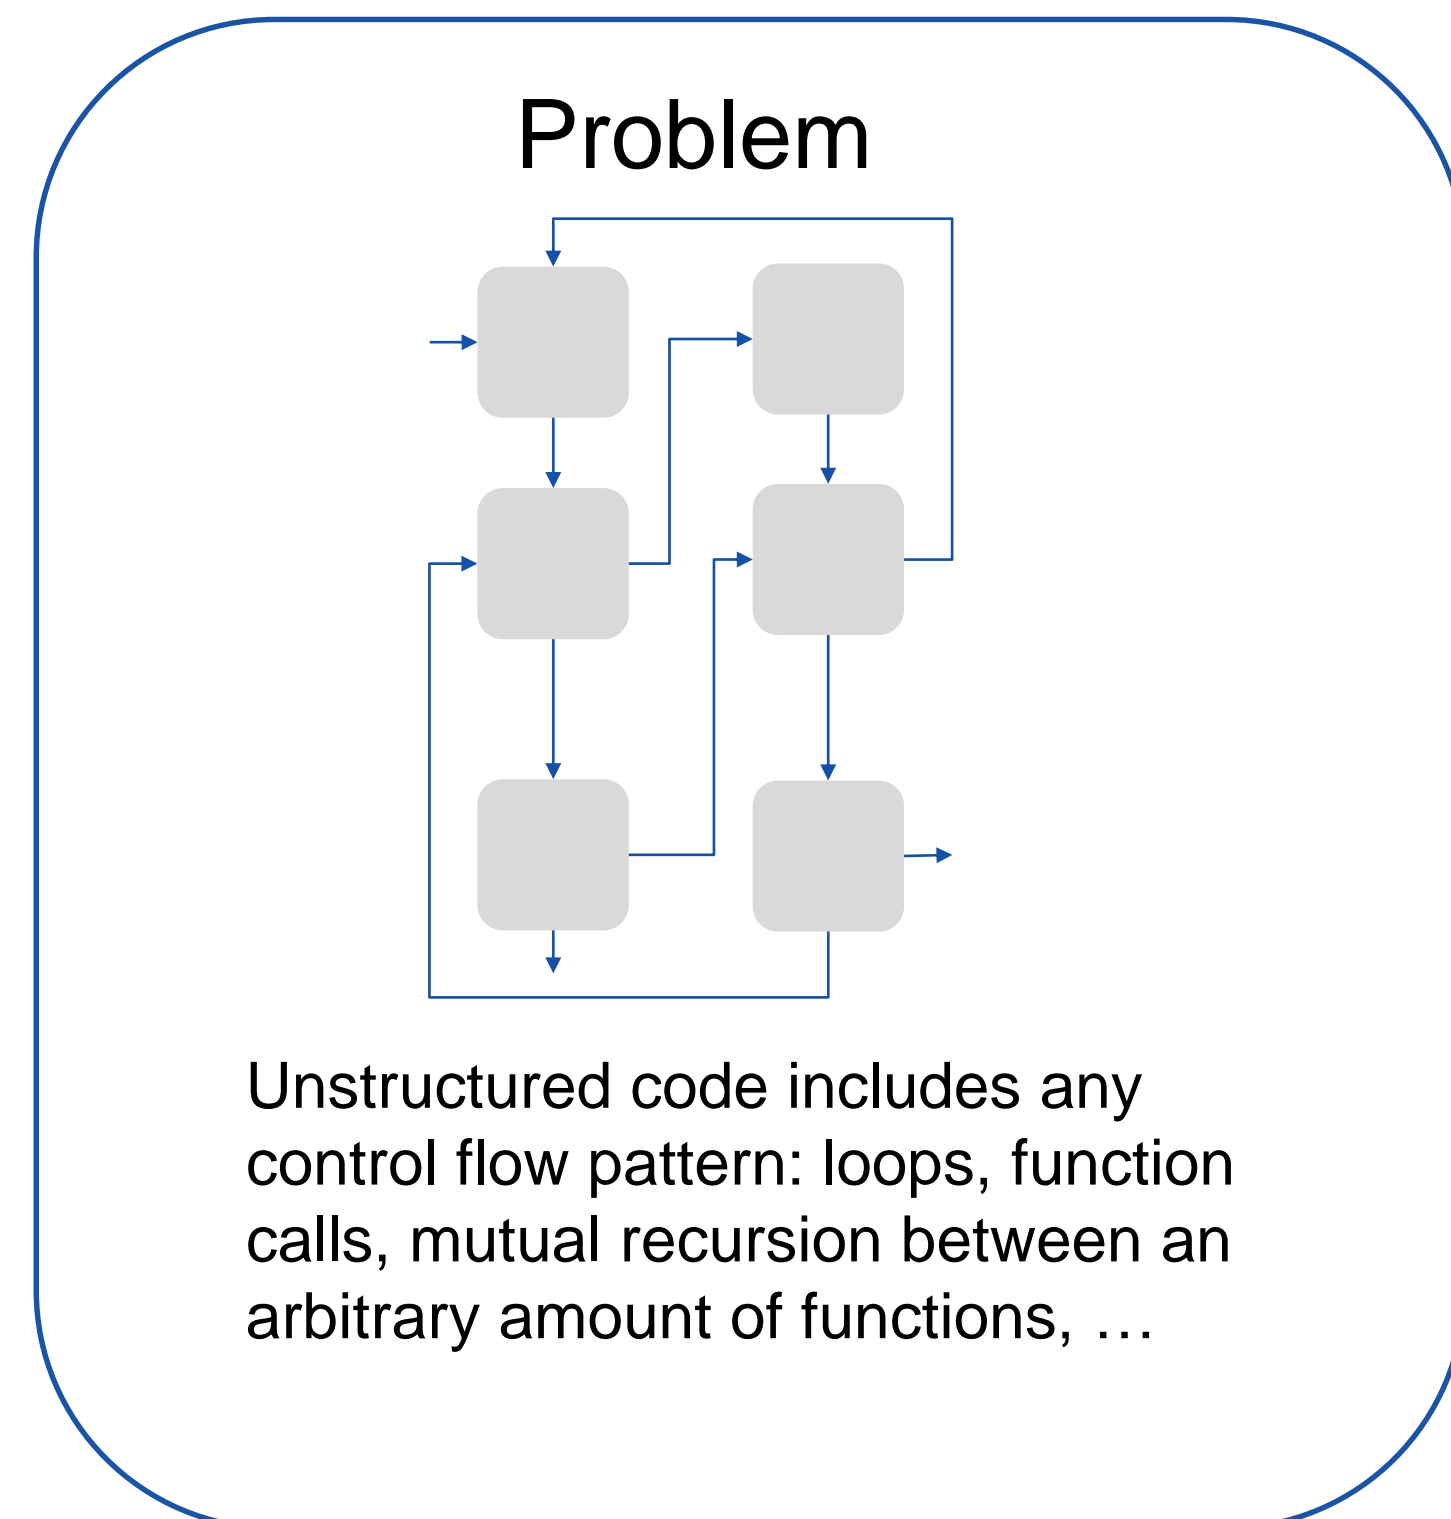 Problem
Unstructured code includes any
control flow pattern: loops, function
calls, mutual recursion between an
arbitrary amount of functions, …